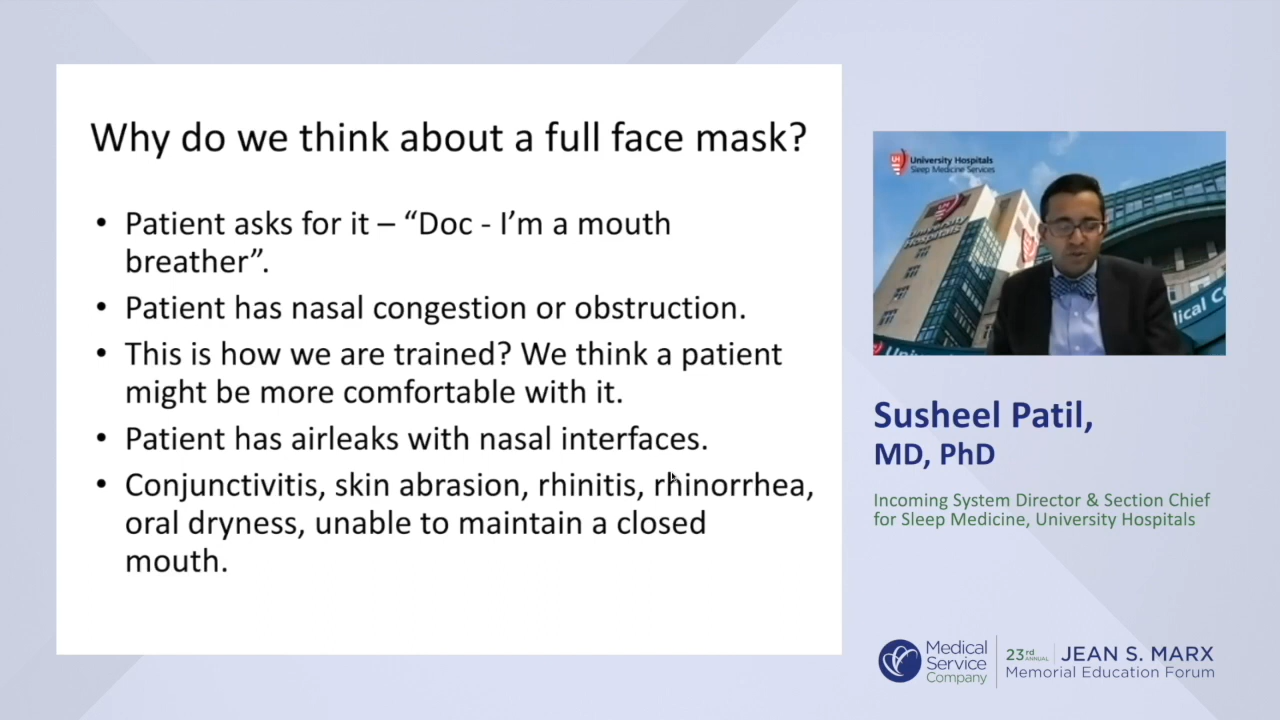 Why do we think about a full face mask?
• Patient asks for it – “Doc - I’m a mouth
breather”.
• Patient has nasal congestion or obstruction.
• This is how we are trained? We think a patient
might be more comfortable with it.
• Patient has airleaks with nasal interfaces.
• Conjunctivitis, skin abrasion, rhinitis, rhinorrhea,
oral dryness, unable to maintain a closed
mouth.
UH
University Hospitals
Sleep Medicine Services
University
Hospitals
Susheel Patil,
MD, PhD
Incoming System Director & Section Chief
for Sleep Medicine, University Hospitals
Medical
Service
Company
23rd
ANNUAL
JEAN S. MARX
Memorial Education Forum